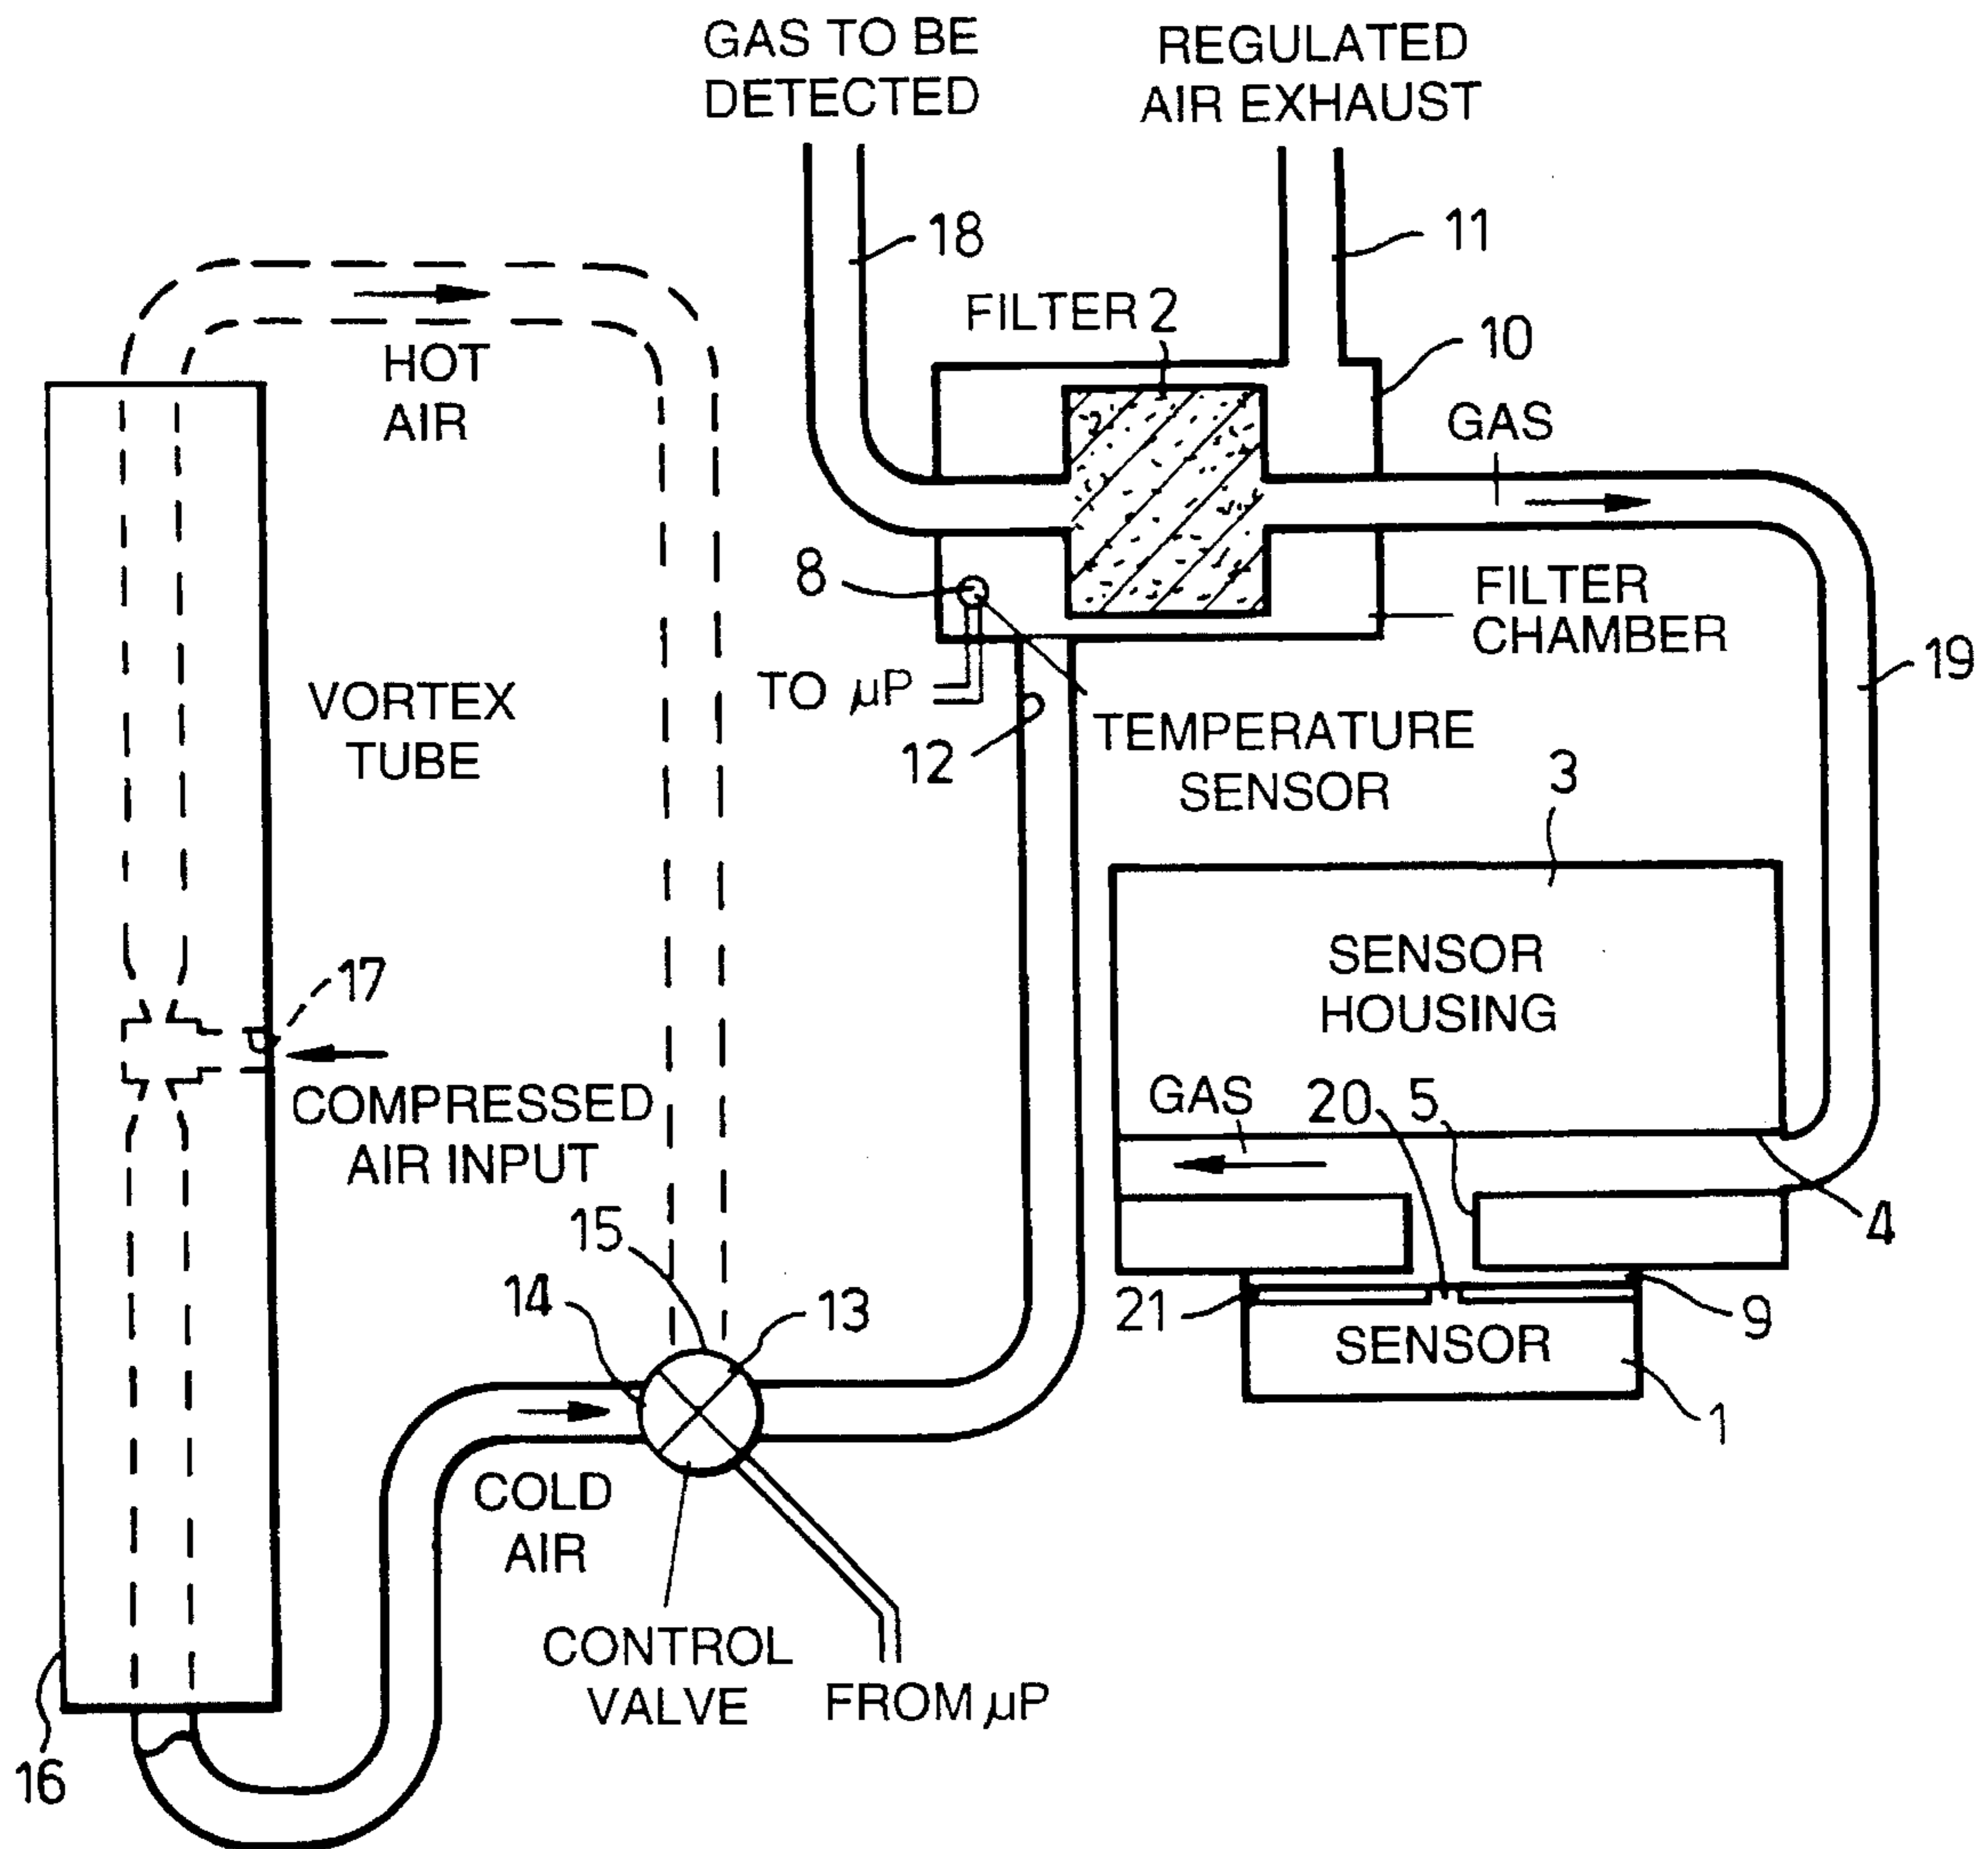 GAS TO BE
DETECTED
REGULATED
AIR EXHAUST
18
11
FILTER 2
10
HOT
AIR
GAS
8
FILTER
CHAMBER
19
TO µP
VORTEX
TUBE
12
TEMPERATURE
SENSOR
3
SENSOR
HOUSING
17
COMPRESSED
AIR INPUT
GAS
20
5
4
15
14
13
21
9
SENSOR
1
COLD
AIR
CONTROL
VALVE
FROM µP
16